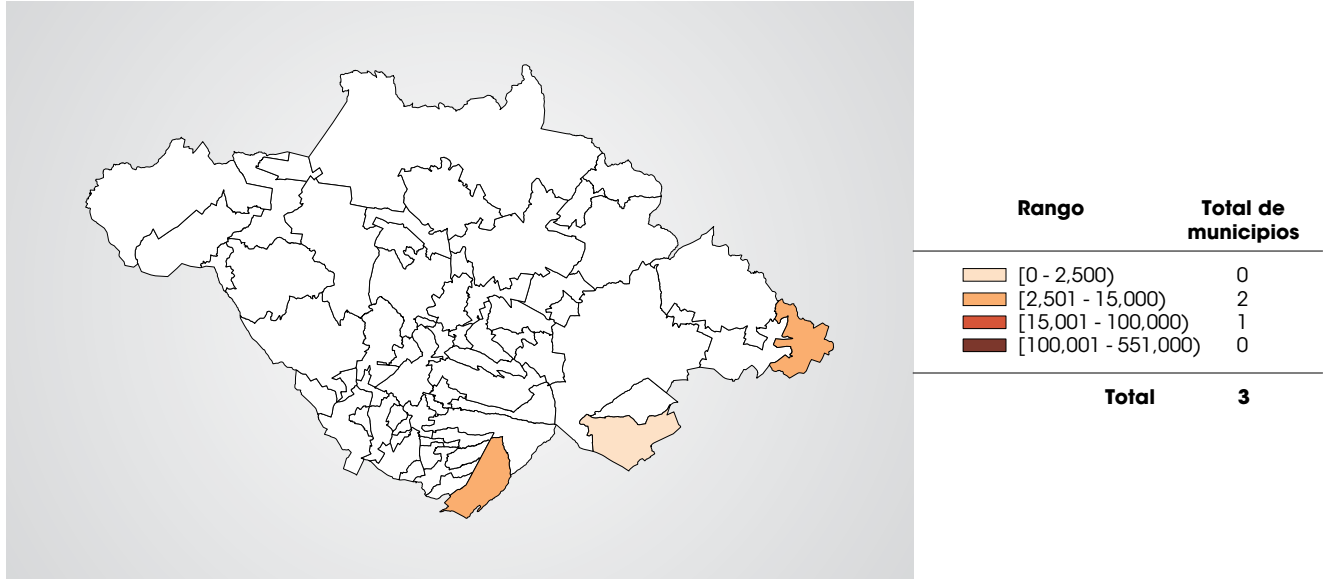 Rango Total de
municipios
[0 - 2,500) 0
[2,501 - 15,000) 2
[15,001 - 100,000) 1
[100,001 - 551,000) 0
Total 3